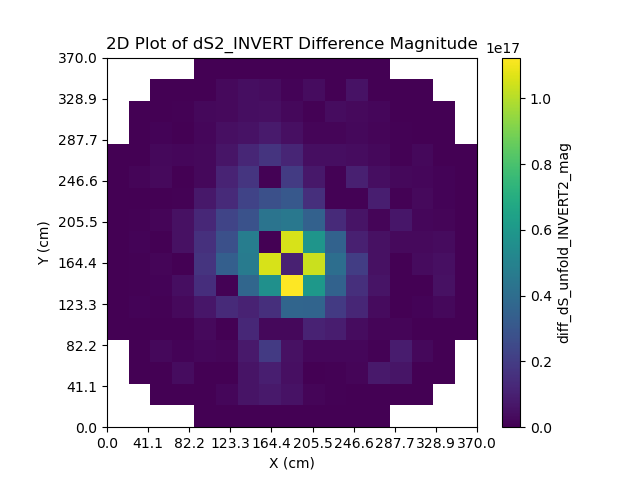 2D Plot of dS2_INVERT Difference Magnitude
1e17
370.0
328.9
287.7
246.6
205.5
164.4
123.3
82.2
41.1
0.0
Y (cm)
0.0 41.1 82.2 123.3 164.4 205.5 246.6 287.7 328.9 370.0
X (cm)
1.0
0.8
0.6
0.4
0.2
0.0
diff_dS_unfold_INVERT2_mag